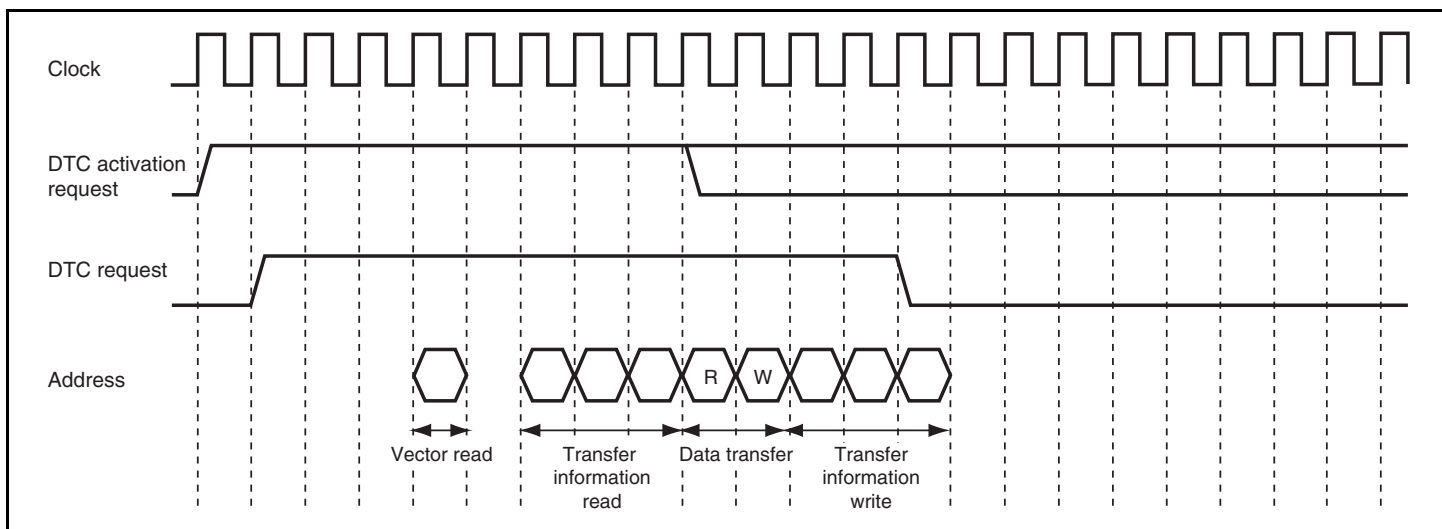 Clock
DTC activation
request
DTC request
Address
R
W
Vector read
Transfer
information
read
Data transfer
Transfer
information
write